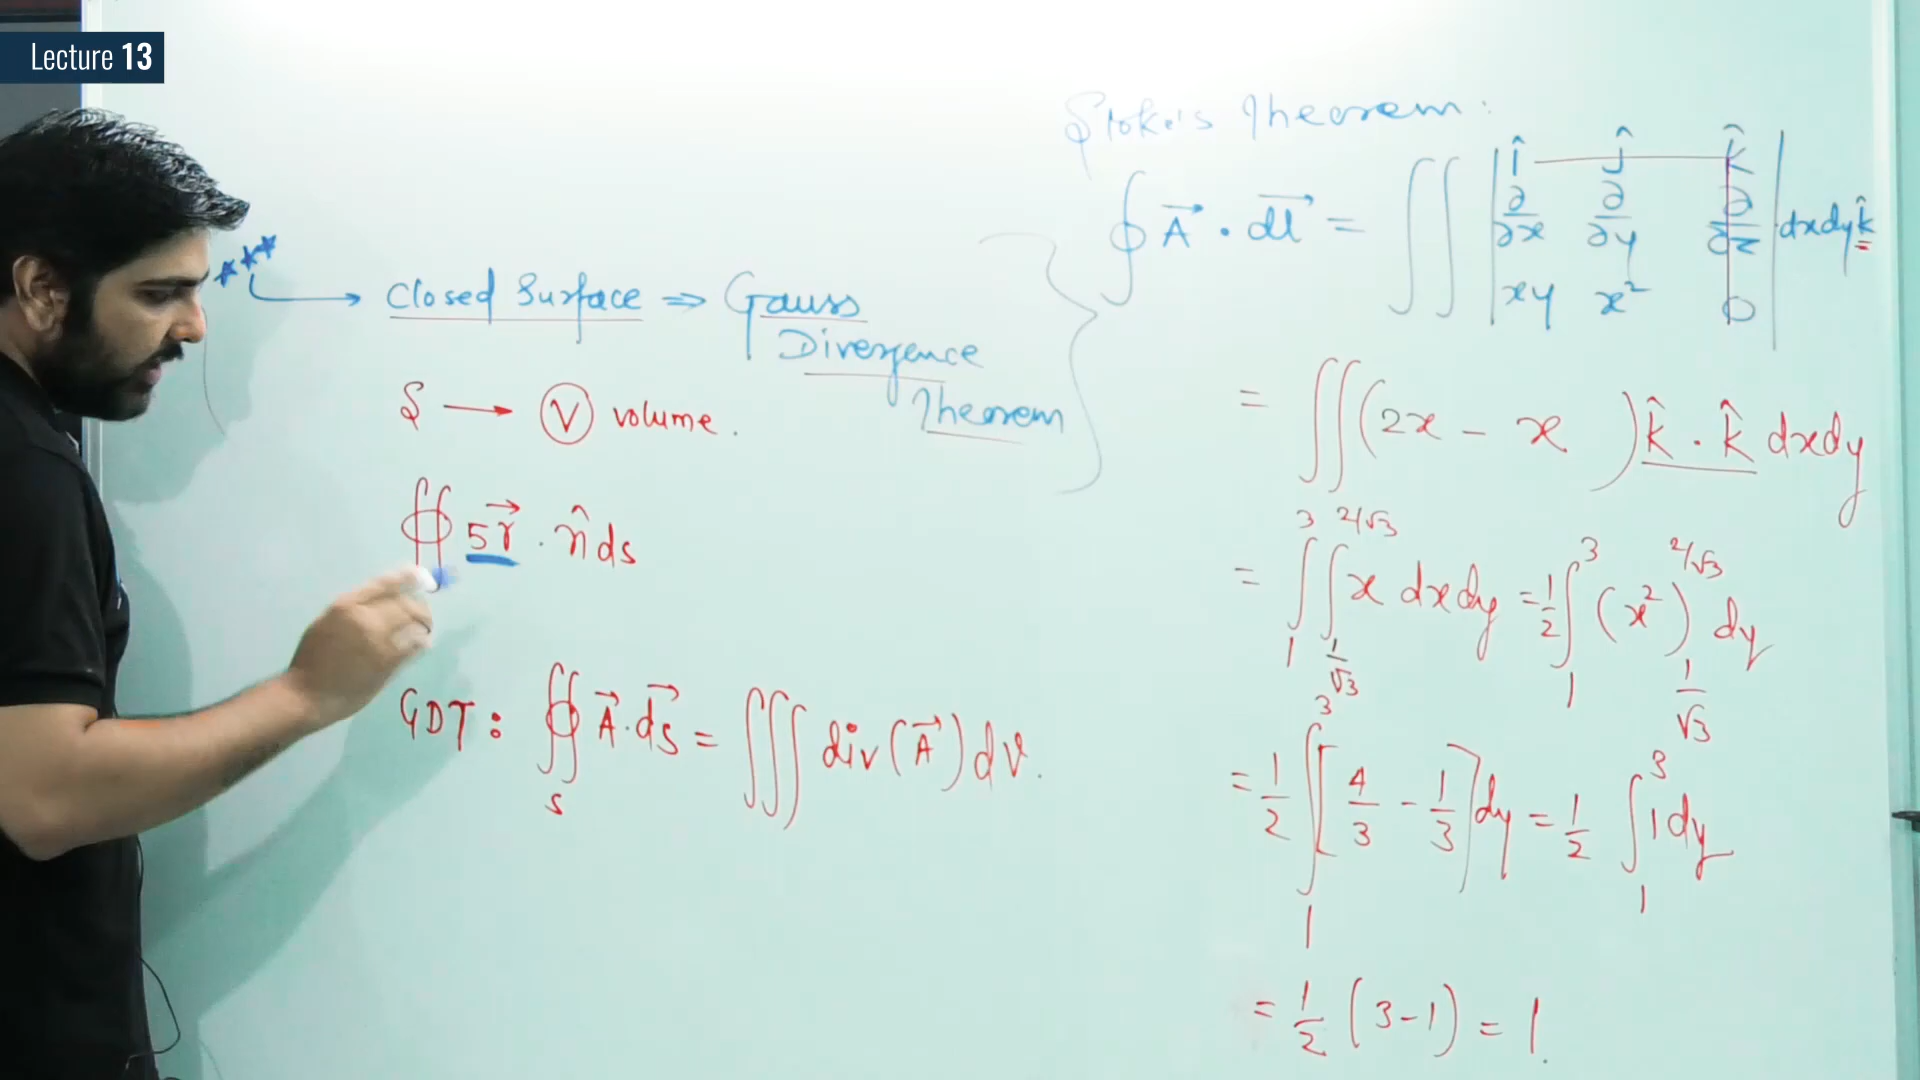 Lecture 13
Closed Surface ⇒ Gauss
Divergence
Theorem
S → V volume.
∯ 5r⃗ · n̂ ds
GDT: ∯ A⃗ · ds⃗ = ∭ div(A⃗) dv.
S
Stoke's Theorem:
∮ A⃗ · dl⃗ = ∬ | î ĵ k̂ | dxdy k̂
∂/∂x ∂/∂y ∂/∂z
xy x² 0
= ∬ (2x - x) k̂ · k̂ dxdy
= ∫₁³ ∫_{1/√3}^{2/√3} x dxdy = 1/2 ∫₁³ (x²)_{1/√3}^{2/√3} dy
= 1/2 ∫₁³ [4/3 - 1/3] dy = 1/2 ∫₁³ 1 dy
= 1/2 (3-1) = 1.